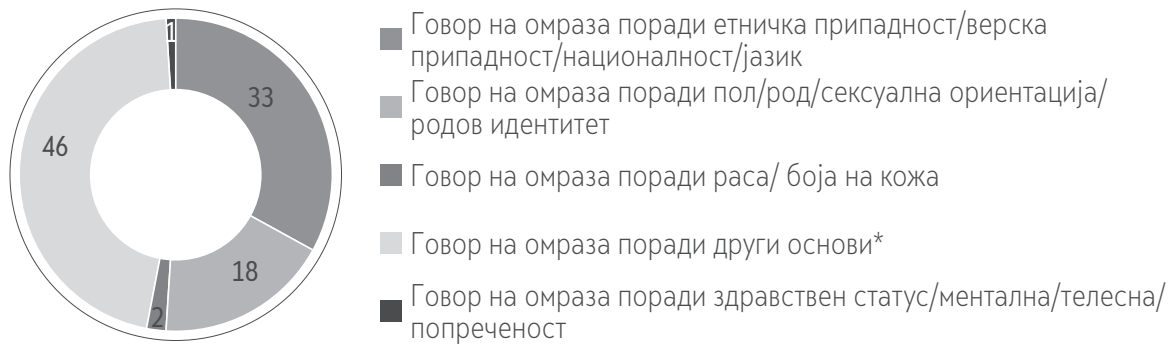 1
33
46
18
2
Говор на омраза поради етничка припадност/верска
припадност/националност/јазик
Говор на омраза поради пол/род/сексуална ориентација/
родов идентитет
Говор на омраза поради раса/ боја на кожа
Говор на омраза поради други основи*
Говор на омраза поради здравствен статус/ментална/телесна/
попреченост